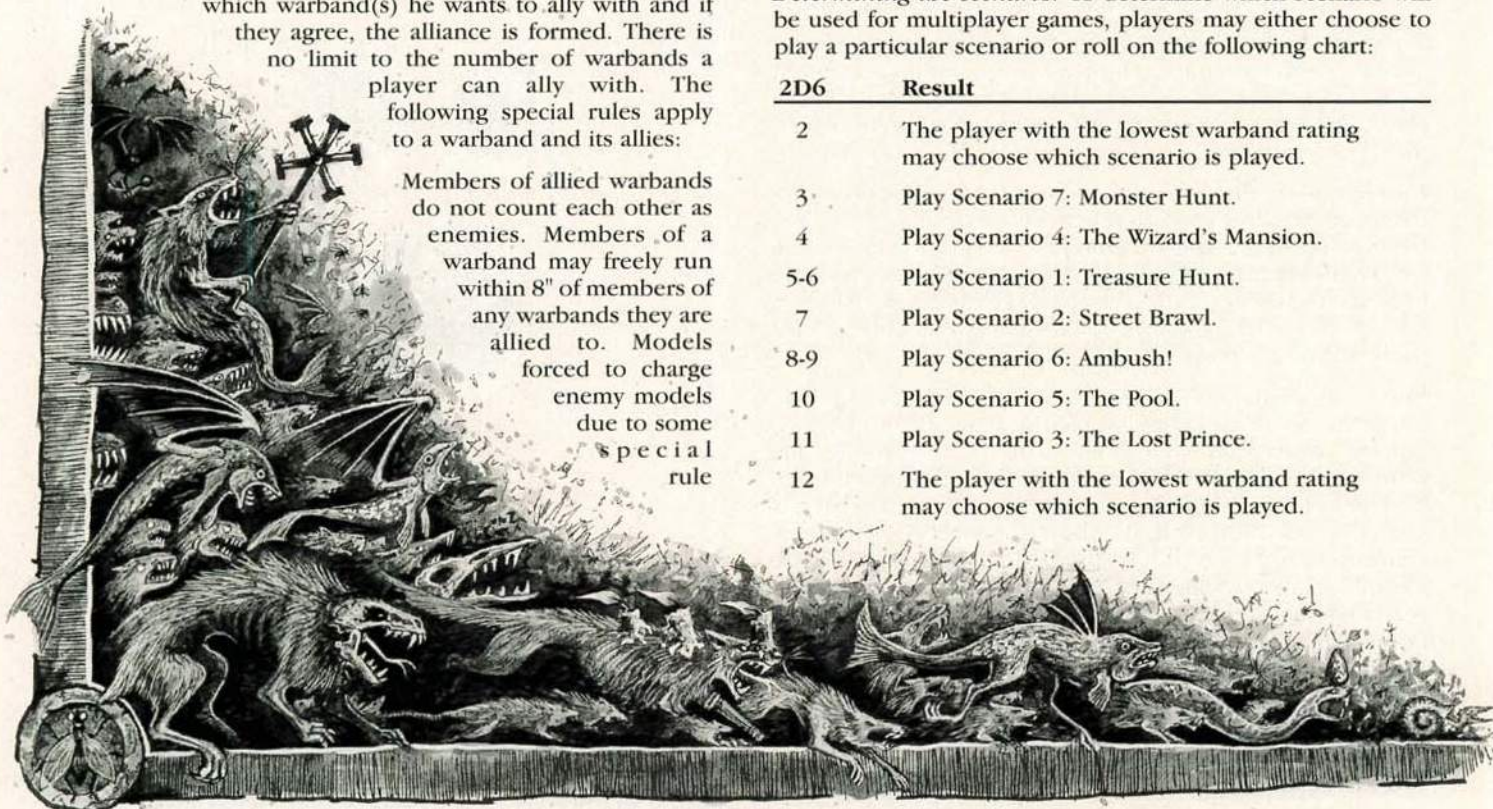 which warband(s) he wants to ally with and if
they agree, the alliance is formed. There is
no limit to the number of warbands a
player can ally with. The
following special rules apply
to a warband and its allies:
Members of allied warbands
do not count each other as
enemies. Members of a
warband may freely run
within 8" of members of
any warbands they are
allied to. Models
forced to charge
enemy models
due to some
special
rule
be used for multiplayer games, players may either choose to
play a particular scenario or roll on the following chart:
2D6 Result
2 The player with the lowest warband rating
may choose which scenario is played.
3 Play Scenario 7: Monster Hunt.
4 Play Scenario 4: The Wizard's Mansion.
5-6 Play Scenario 1: Treasure Hunt.
7 Play Scenario 2: Street Brawl.
8-9 Play Scenario 6: Ambush!
10 Play Scenario 5: The Pool.
11 Play Scenario 3: The Lost Prince.
12 The player with the lowest warband rating
may choose which scenario is played.